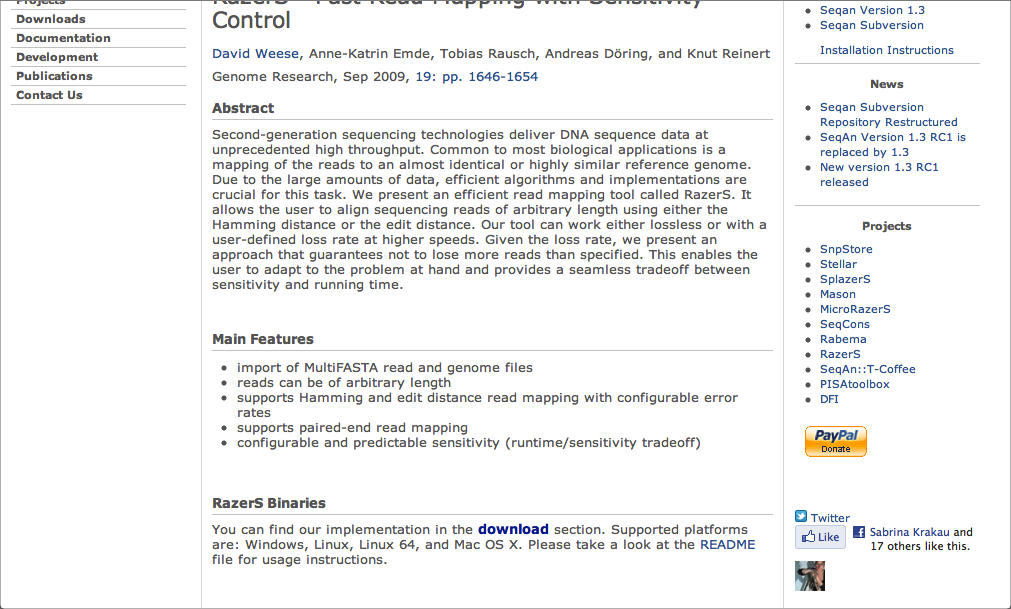 Projects
Downloads
Documentation
Development
Publications
Contact Us
RazerS - Fast Read Mapping with Sensitivity
Control
David Weese, Anne-Katrin Emde, Tobias Rausch, Andreas Döring, and Knut Reinert
Genome Research, Sep 2009, 19: pp. 1646-1654
Abstract
Second-generation sequencing technologies deliver DNA sequence data at
unprecedented high throughput. Common to most biological applications is a
mapping of the reads to an almost identical or highly similar reference genome.
Due to the large amounts of data, efficient algorithms and implementations are
crucial for this task. We present an efficient read mapping tool called RazerS. It
allows the user to align sequencing reads of arbitrary length using either the
Hamming distance or the edit distance. Our tool can work either lossless or with a
user-defined loss rate at higher speeds. Given the loss rate, we present an
approach that guarantees not to lose more reads than specified. This enables the
user to adapt to the problem at hand and provides a seamless tradeoff between
sensitivity and running time.
Main Features
import of MultiFASTA read and genome files
reads can be of arbitrary length
supports Hamming and edit distance read mapping with configurable error
rates
supports paired-end read mapping
configurable and predictable sensitivity (runtime/sensitivity tradeoff)
RazerS Binaries
You can find our implementation in the download section. Supported platforms
are: Windows, Linux, Linux 64, and Mac OS X. Please take a look at the README
file for usage instructions.
Seqan Version 1.3
Seqan Subversion
Installation Instructions
News
Seqan Subversion
Repository Restructured
SeqAn Version 1.3 RC1 is
replaced by 1.3
New version 1.3 RC1
released
Projects
SnpStore
Stellar
SplazerS
Mason
MicroRazerS
SeqCons
Rabema
RazerS
SeqAn::T-Coffee
PISAtoolbox
DFI
PayPal
Donate
Twitter
Like
Sabrina Krakau and
17 others like this.